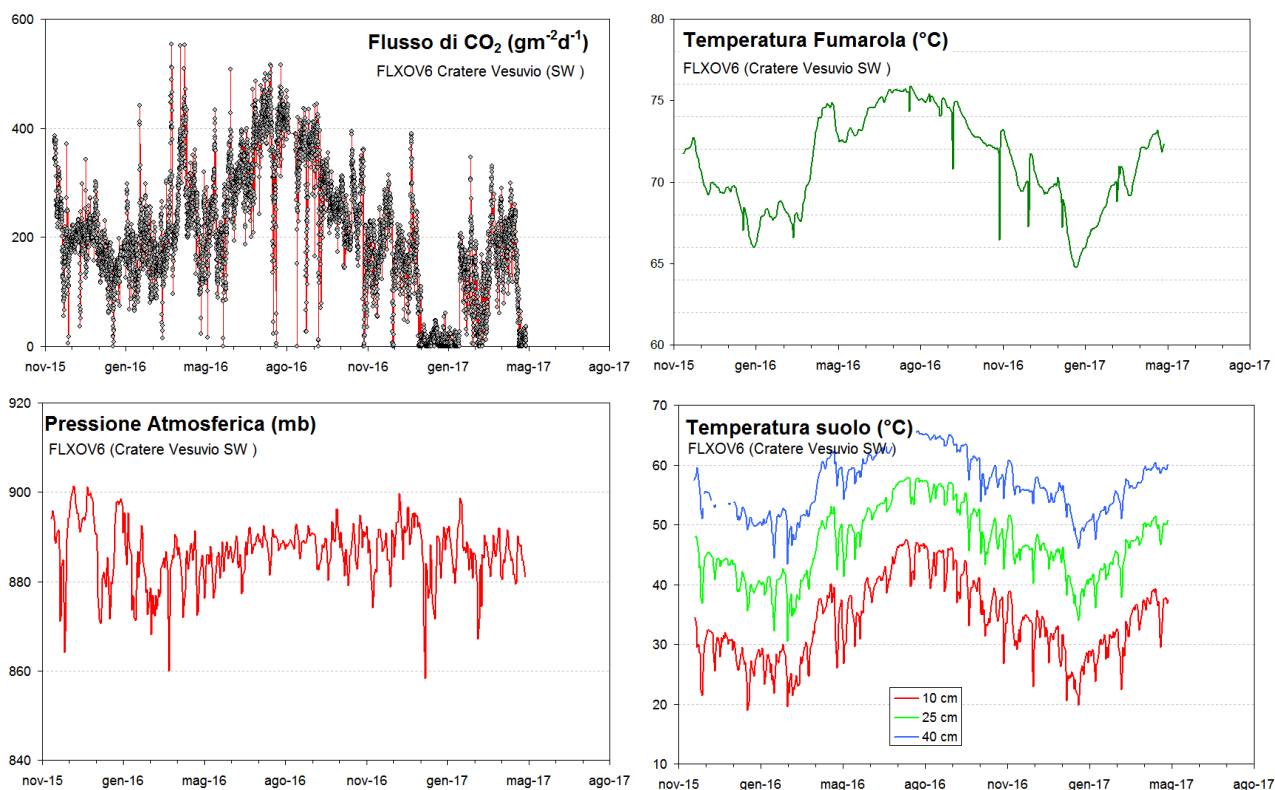 Flusso di CO2 (gm-2d-1)
FLXOV6 Cratere Vesuvio (SW )
600
400
200
0
nov-15 gen-16 mag-16 ago-16 nov-16 gen-17 mag-17 ago-17
Temperatura Fumarola (°C)
FLXOV6 (Cratere Vesuvio SW )
80
75
70
65
60
nov-15 gen-16 mag-16 ago-16 nov-16 gen-17 mag-17 ago-17
Pressione Atmosferica (mb)
FLXOV6 (Cratere Vesuvio SW )
920
900
880
860
840
nov-15 gen-16 mag-16 ago-16 nov-16 gen-17 mag-17 ago-17
Temperatura suolo (°C)
FLXOV6 (Cratere Vesuvio SW )
70
60
50
40
30
20
10
10 cm
25 cm
40 cm
nov-15 gen-16 mag-16 ago-16 nov-16 gen-17 mag-17 ago-17